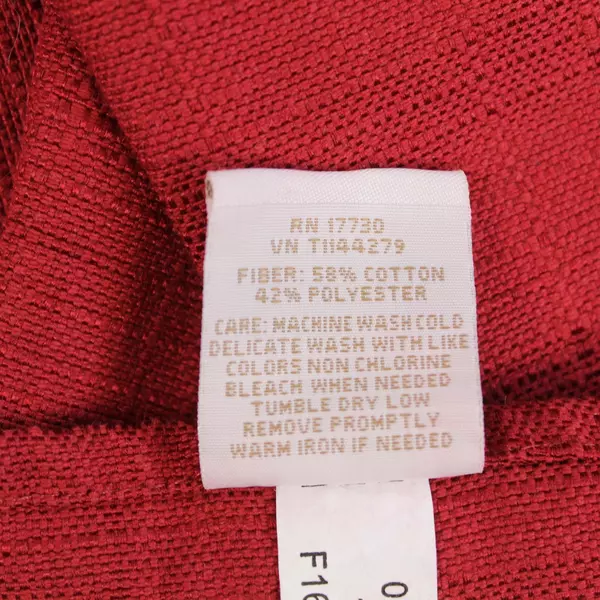 RN 17730
VN T1144279
FIBER: 58% COTTON
42% POLYESTER
CARE: MACHINE WASH COLD
DELICATE WASH WITH LIKE
COLORS NON CHLORINE
BLEACH WHEN NEEDED
TUMBLE DRY LOW
REMOVE PROMPTLY
WARM IRON IF NEEDED
F16